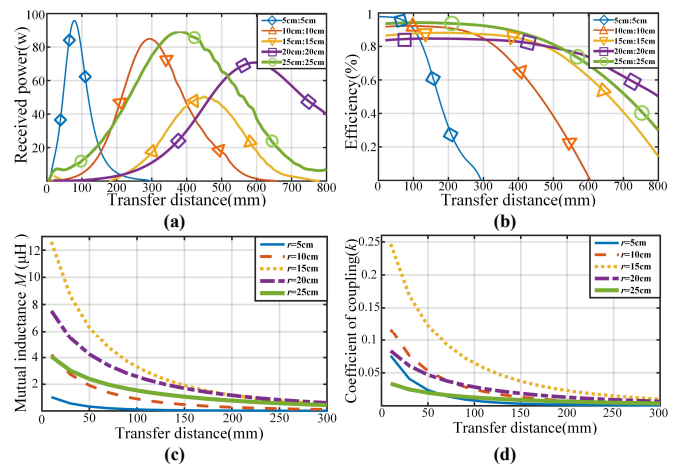 Received power(w)
100
80
60
40
20
0 100 200 300 400 500 600 700 800
Transfer distance(mm)
5cm:5cm
10cm:10cm
15cm:15cm
20cm:20cm
25cm:25cm
(a)
Efficiency(%)
1
0.8
0.6
0.4
0.2
0 100 200 300 400 500 600 700 800
Transfer distance(mm)
5cm:5cm
10cm:10cm
15cm:15cm
20cm:20cm
25cm:25cm
(b)
Mutual inductance M (μH)
12
10
8
6
4
2
0 50 100 150 200 250 300
Transfer distance(mm)
r=5cm
r=10cm
r=15cm
r=20cm
r=25cm
(c)
Coefficient of coupling(k)
0.25
0.2
0.15
0.1
0.05
0 50 100 150 200 250 300
Transfer distance(mm)
r=5cm
r=10cm
r=15cm
r=20cm
r=25cm
(d)